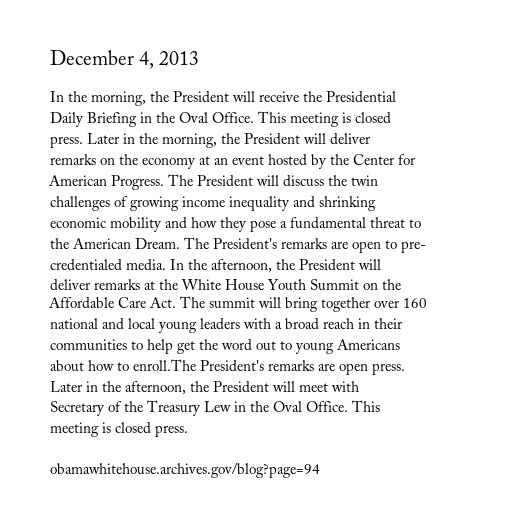 December 4, 2013
In the morning, the President will receive the Presidential
Daily Briefing in the Oval Office. This meeting is closed
press. Later in the morning, the President will deliver
remarks on the economy at an event hosted by the Center for
American Progress. The President will discuss the twin
challenges of growing income inequality and shrinking
economic mobility and how they pose a fundamental threat to
the American Dream. The President's remarks are open to pre-
credentialed media. In the afternoon, the President will
deliver remarks at the White House Youth Summit on the
Affordable Care Act. The summit will bring together over 160
national and local young leaders with a broad reach in their
communities to help get the word out to young Americans
about how to enroll.The President's remarks are open press.
Later in the afternoon, the President will meet with
Secretary of the Treasury Lew in the Oval Office. This
meeting is closed press.
obamawhitehouse.archives.gov/blog?page=94